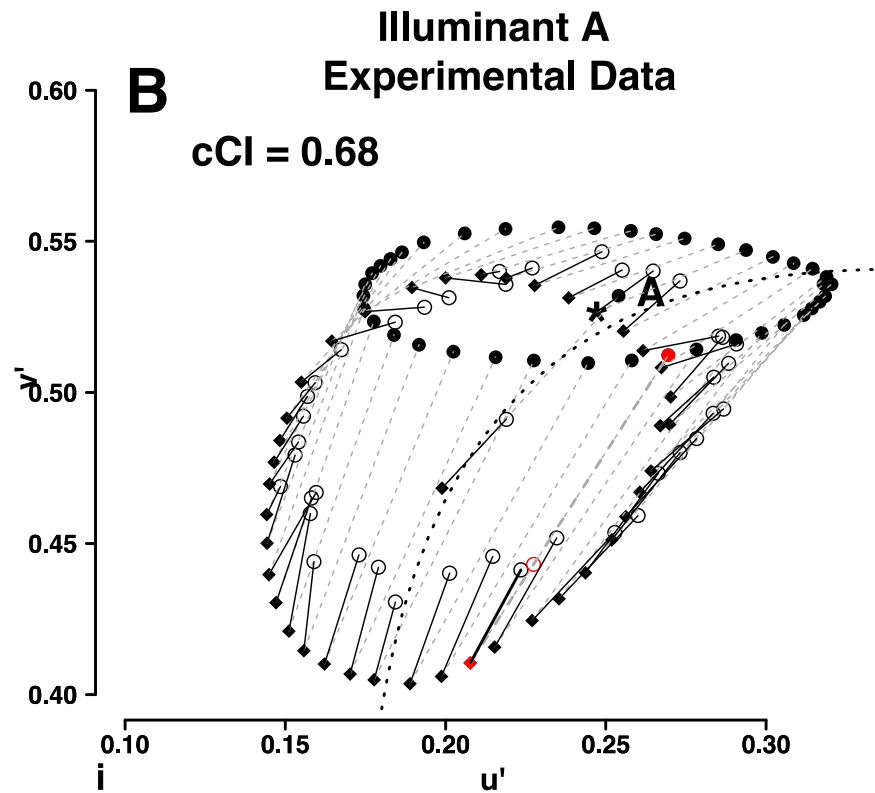 Illuminant A
Experimental Data
B
cCI = 0.68
0.60
0.55
0.50
0.45
0.40
v'
A
*
0.10 0.15 0.20 0.25 0.30
i
u'